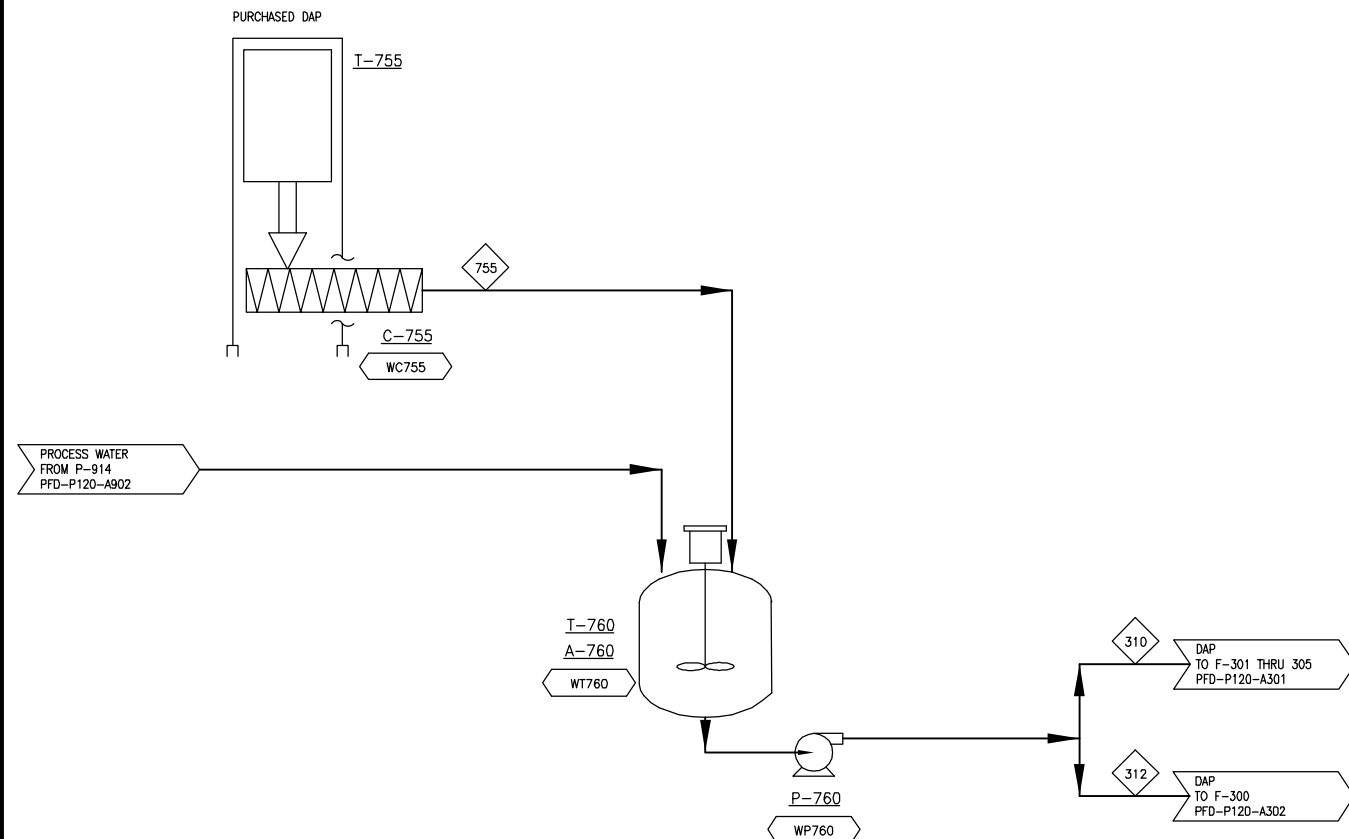 PURCHASED DAP
T-755
755
C-755
WC755
PROCESS WATER
FROM P-914
PFD-P120-A902
T-760
A-760
WT760
310
DAP
TO F-301 THRU 305
PFD-P120-A301
P-760
WP760
312
DAP
TO F-300
PFD-P120-A302